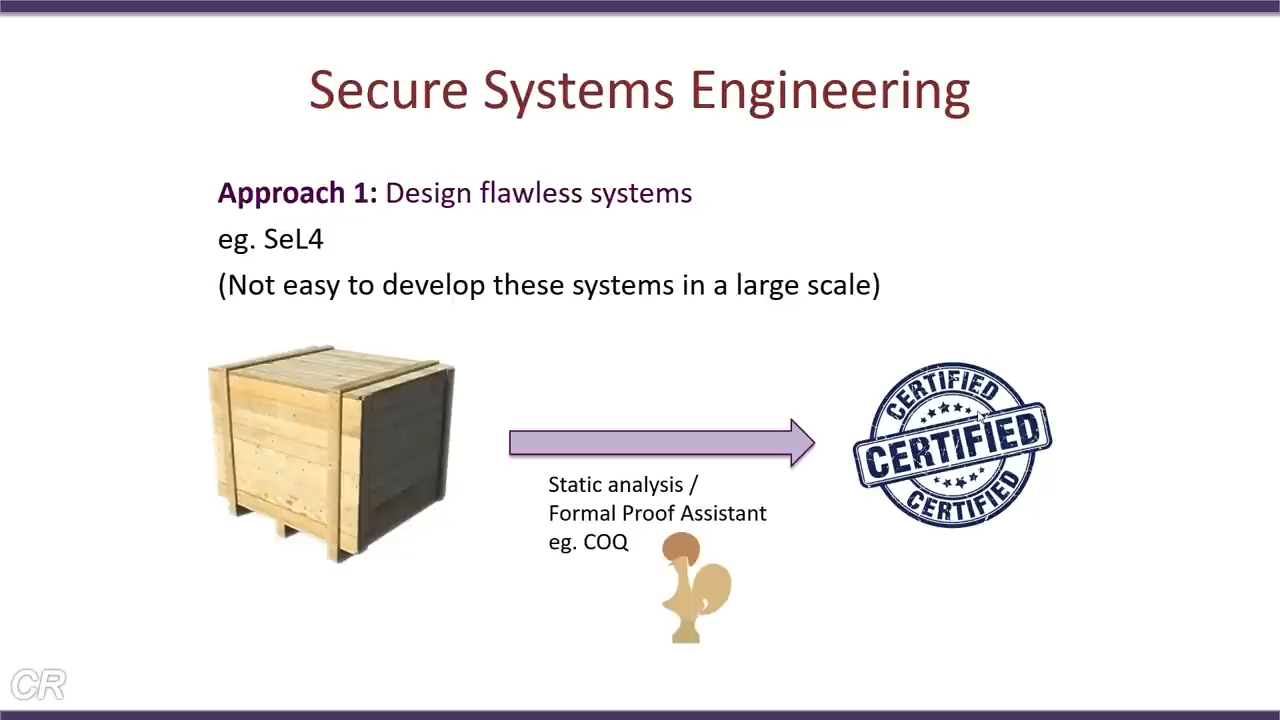 Secure Systems Engineering
Approach 1: Design flawless systems
eg. SeL4
(Not easy to develop these systems in a large scale)
CERTIFIED
CERTIFIED
CERTIFIED
Static analysis /
Formal Proof Assistant
eg. COQ
CR